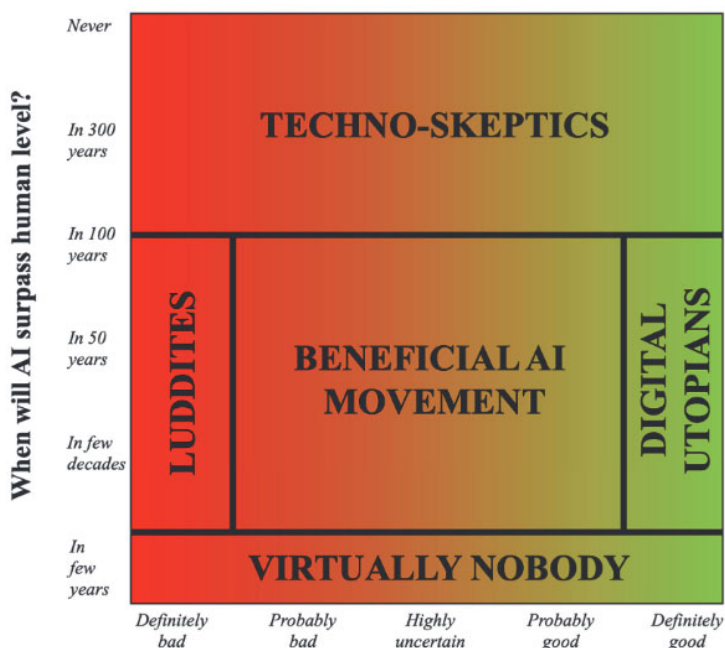 When will AI surpass human level?
Never
In 300
years
In 100
years
In 50
years
In few
decades
In
few
years
TECHNO-SKEPTICS
LUDDITES
BENEFICIAL AI
MOVEMENT
DIGITAL
UTOPIANS
VIRTUALLY NOBODY
Definitely
bad
Probably
bad
Highly
uncertain
Probably
good
Definitely
good